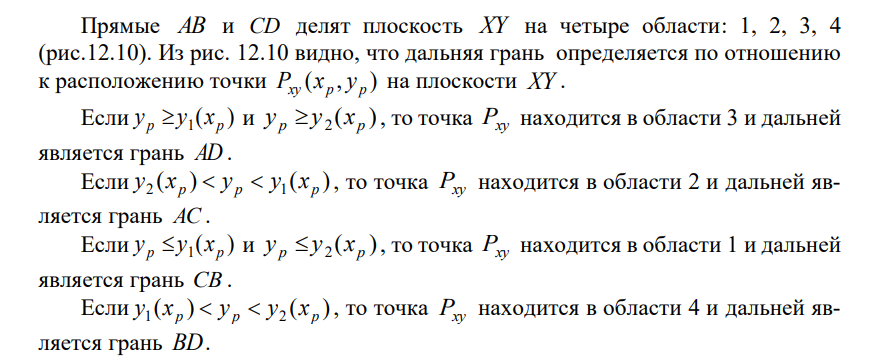 Прямые AB и CD делят плоскость XY на четыре области: 1, 2, 3, 4
(рис.12.10). Из рис. 12.10 видно, что дальняя грань определяется по отношению
к расположению точки Pxy(xp, yp) на плоскости XY.
Если yp ≥y1(xp) и yp ≥y2(xp), то точка Pxy находится в области 3 и дальней
является грань AD.
Если y2(xp) < yp < y1(xp), то точка Pxy находится в области 2 и дальней яв-
ляется грань AC.
Если yp ≤y1(xp) и yp ≤y2(xp), то точка Pxy находится в области 1 и дальней
является грань CB.
Если y1(xp) < yp < y2(xp), то точка Pxy находится в области 4 и дальней яв-
ляется грань BD.